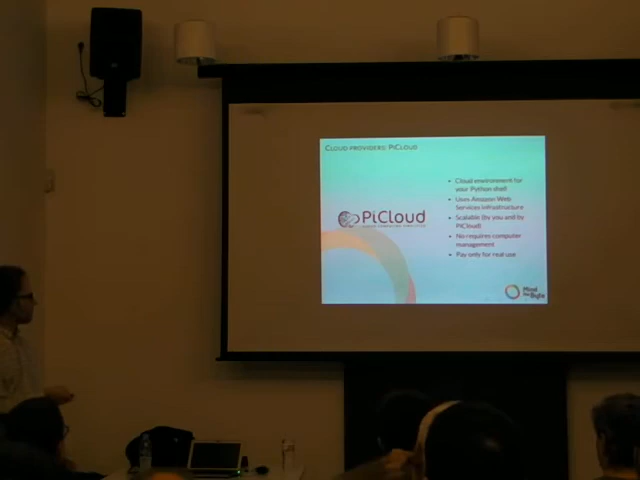 Cloud providers: PiCloud
• Cloud environment for
your Python shell
• Uses Amazon Web
Services infrastructure
• Scalable (by you and by
PiCloud)
• No requires computer
management
• Pay only for real use
PiCloud
Mind
the Byte